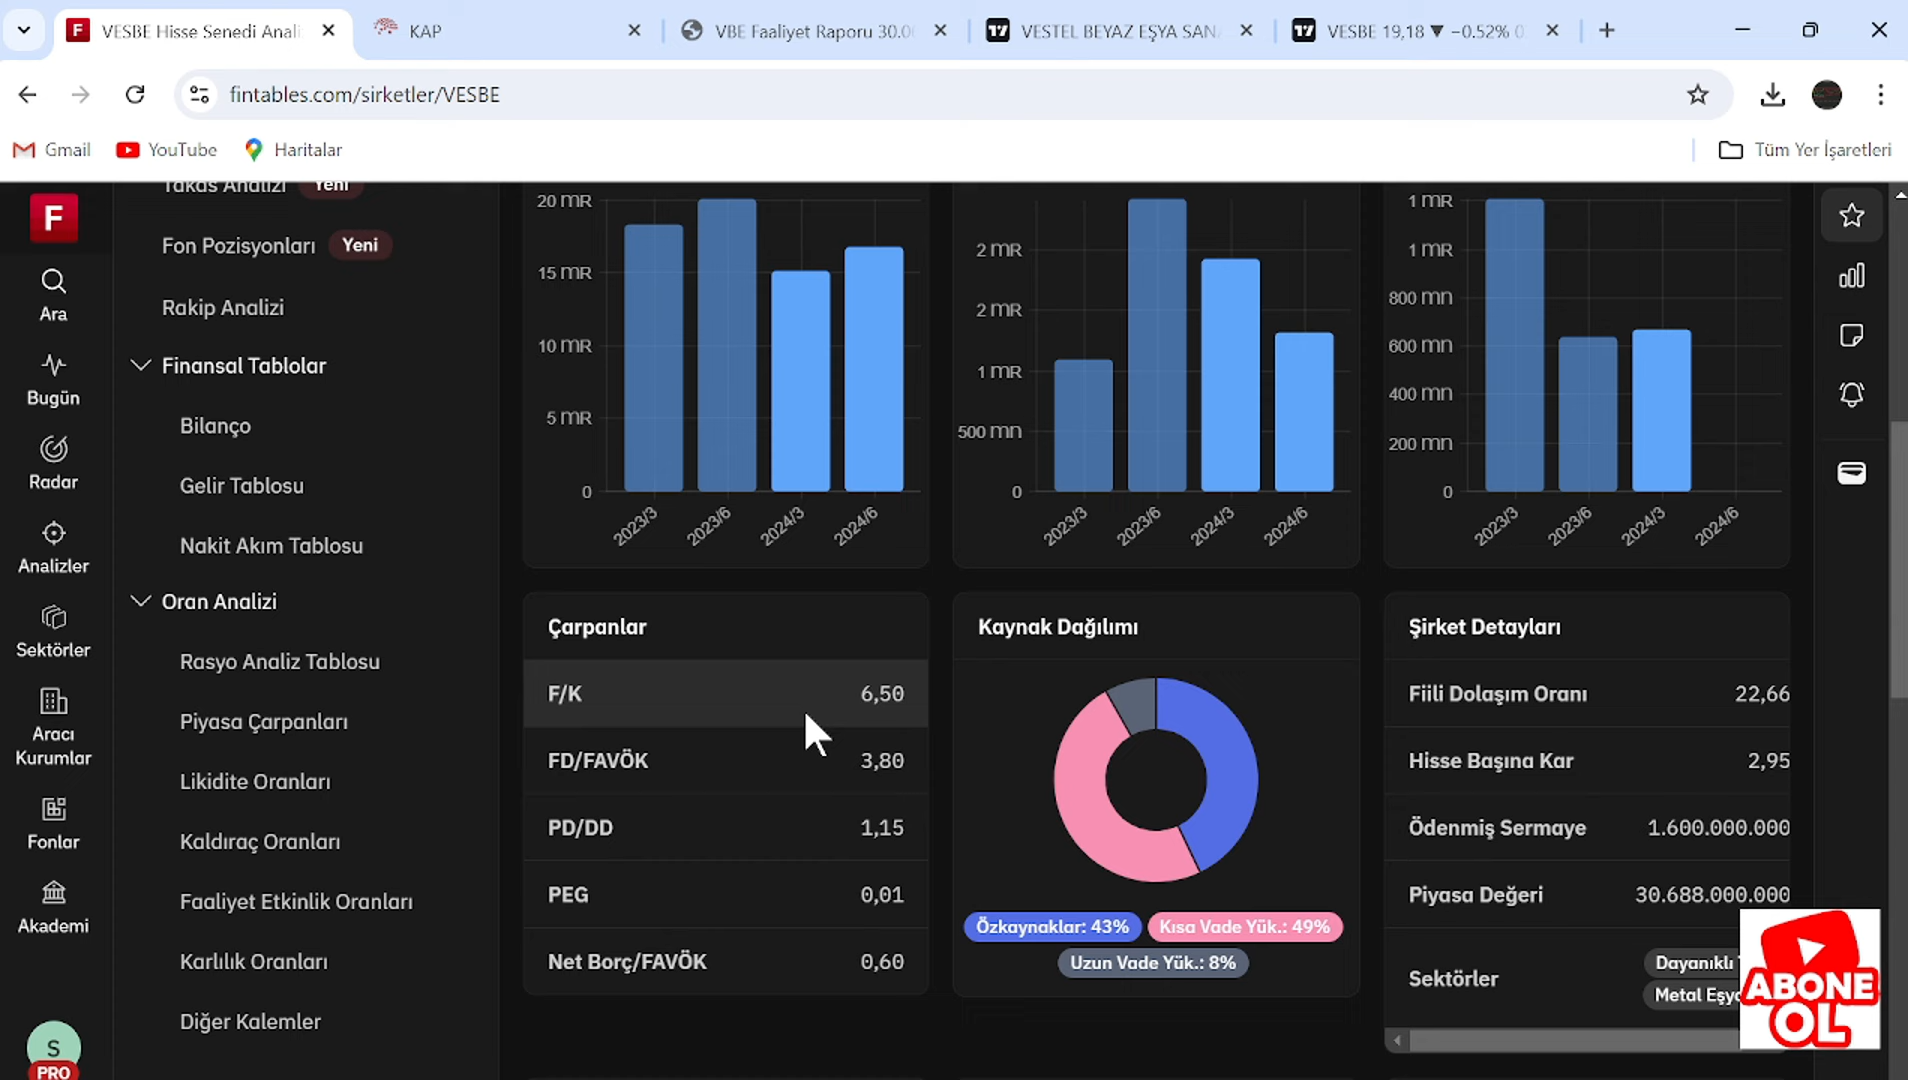 VESBE Hisse Senedi Anali
KAP
VBE Faaliyet Raporu 30.0
VESTEL BEYAZ EŞYA SAN
VESBE 19,18 ▼ −0.52%
fintables.com/sirketler/VESBE
Gmail
YouTube
Haritalar
Tüm Yer İşaretleri
F
Ara
Bugün
Radar
Analizler
Sektörler
Aracı
Kurumlar
Fonlar
Akademi
S
PRO
Takas Analizi Yeni
Fon Pozisyonları Yeni
Rakip Analizi
Finansal Tablolar
Bilanço
Gelir Tablosu
Nakit Akım Tablosu
Oran Analizi
Rasyo Analiz Tablosu
Piyasa Çarpanları
Likidite Oranları
Kaldıraç Oranları
Faaliyet Etkinlik Oranları
Karlılık Oranları
Diğer Kalemler
20 mr
15 mr
10 mr
5 mr
0
2023/3 2023/6 2024/3 2024/6
2 mr
2 mr
1 mr
500 mn
0
2023/3 2023/6 2024/3 2024/6
1 mr
1 mr
800 mn
600 mn
400 mn
200 mn
0
2023/3 2023/6 2024/3 2024/6
Çarpanlar
F/K 6,50
FD/FAVÖK 3,80
PD/DD 1,15
PEG 0,01
Net Borç/FAVÖK 0,60
Kaynak Dağılımı
Özkaynaklar: 43% Kısa Vade Yük.: 49%
Uzun Vade Yük.: 8%
Şirket Detayları
Fiili Dolaşım Oranı 22,66
Hisse Başına Kar 2,95
Ödenmiş Sermaye 1.600.000.000
Piyasa Değeri 30.688.000.000
Sektörler
Dayanıklı
Metal Eşya
ABONE
OL